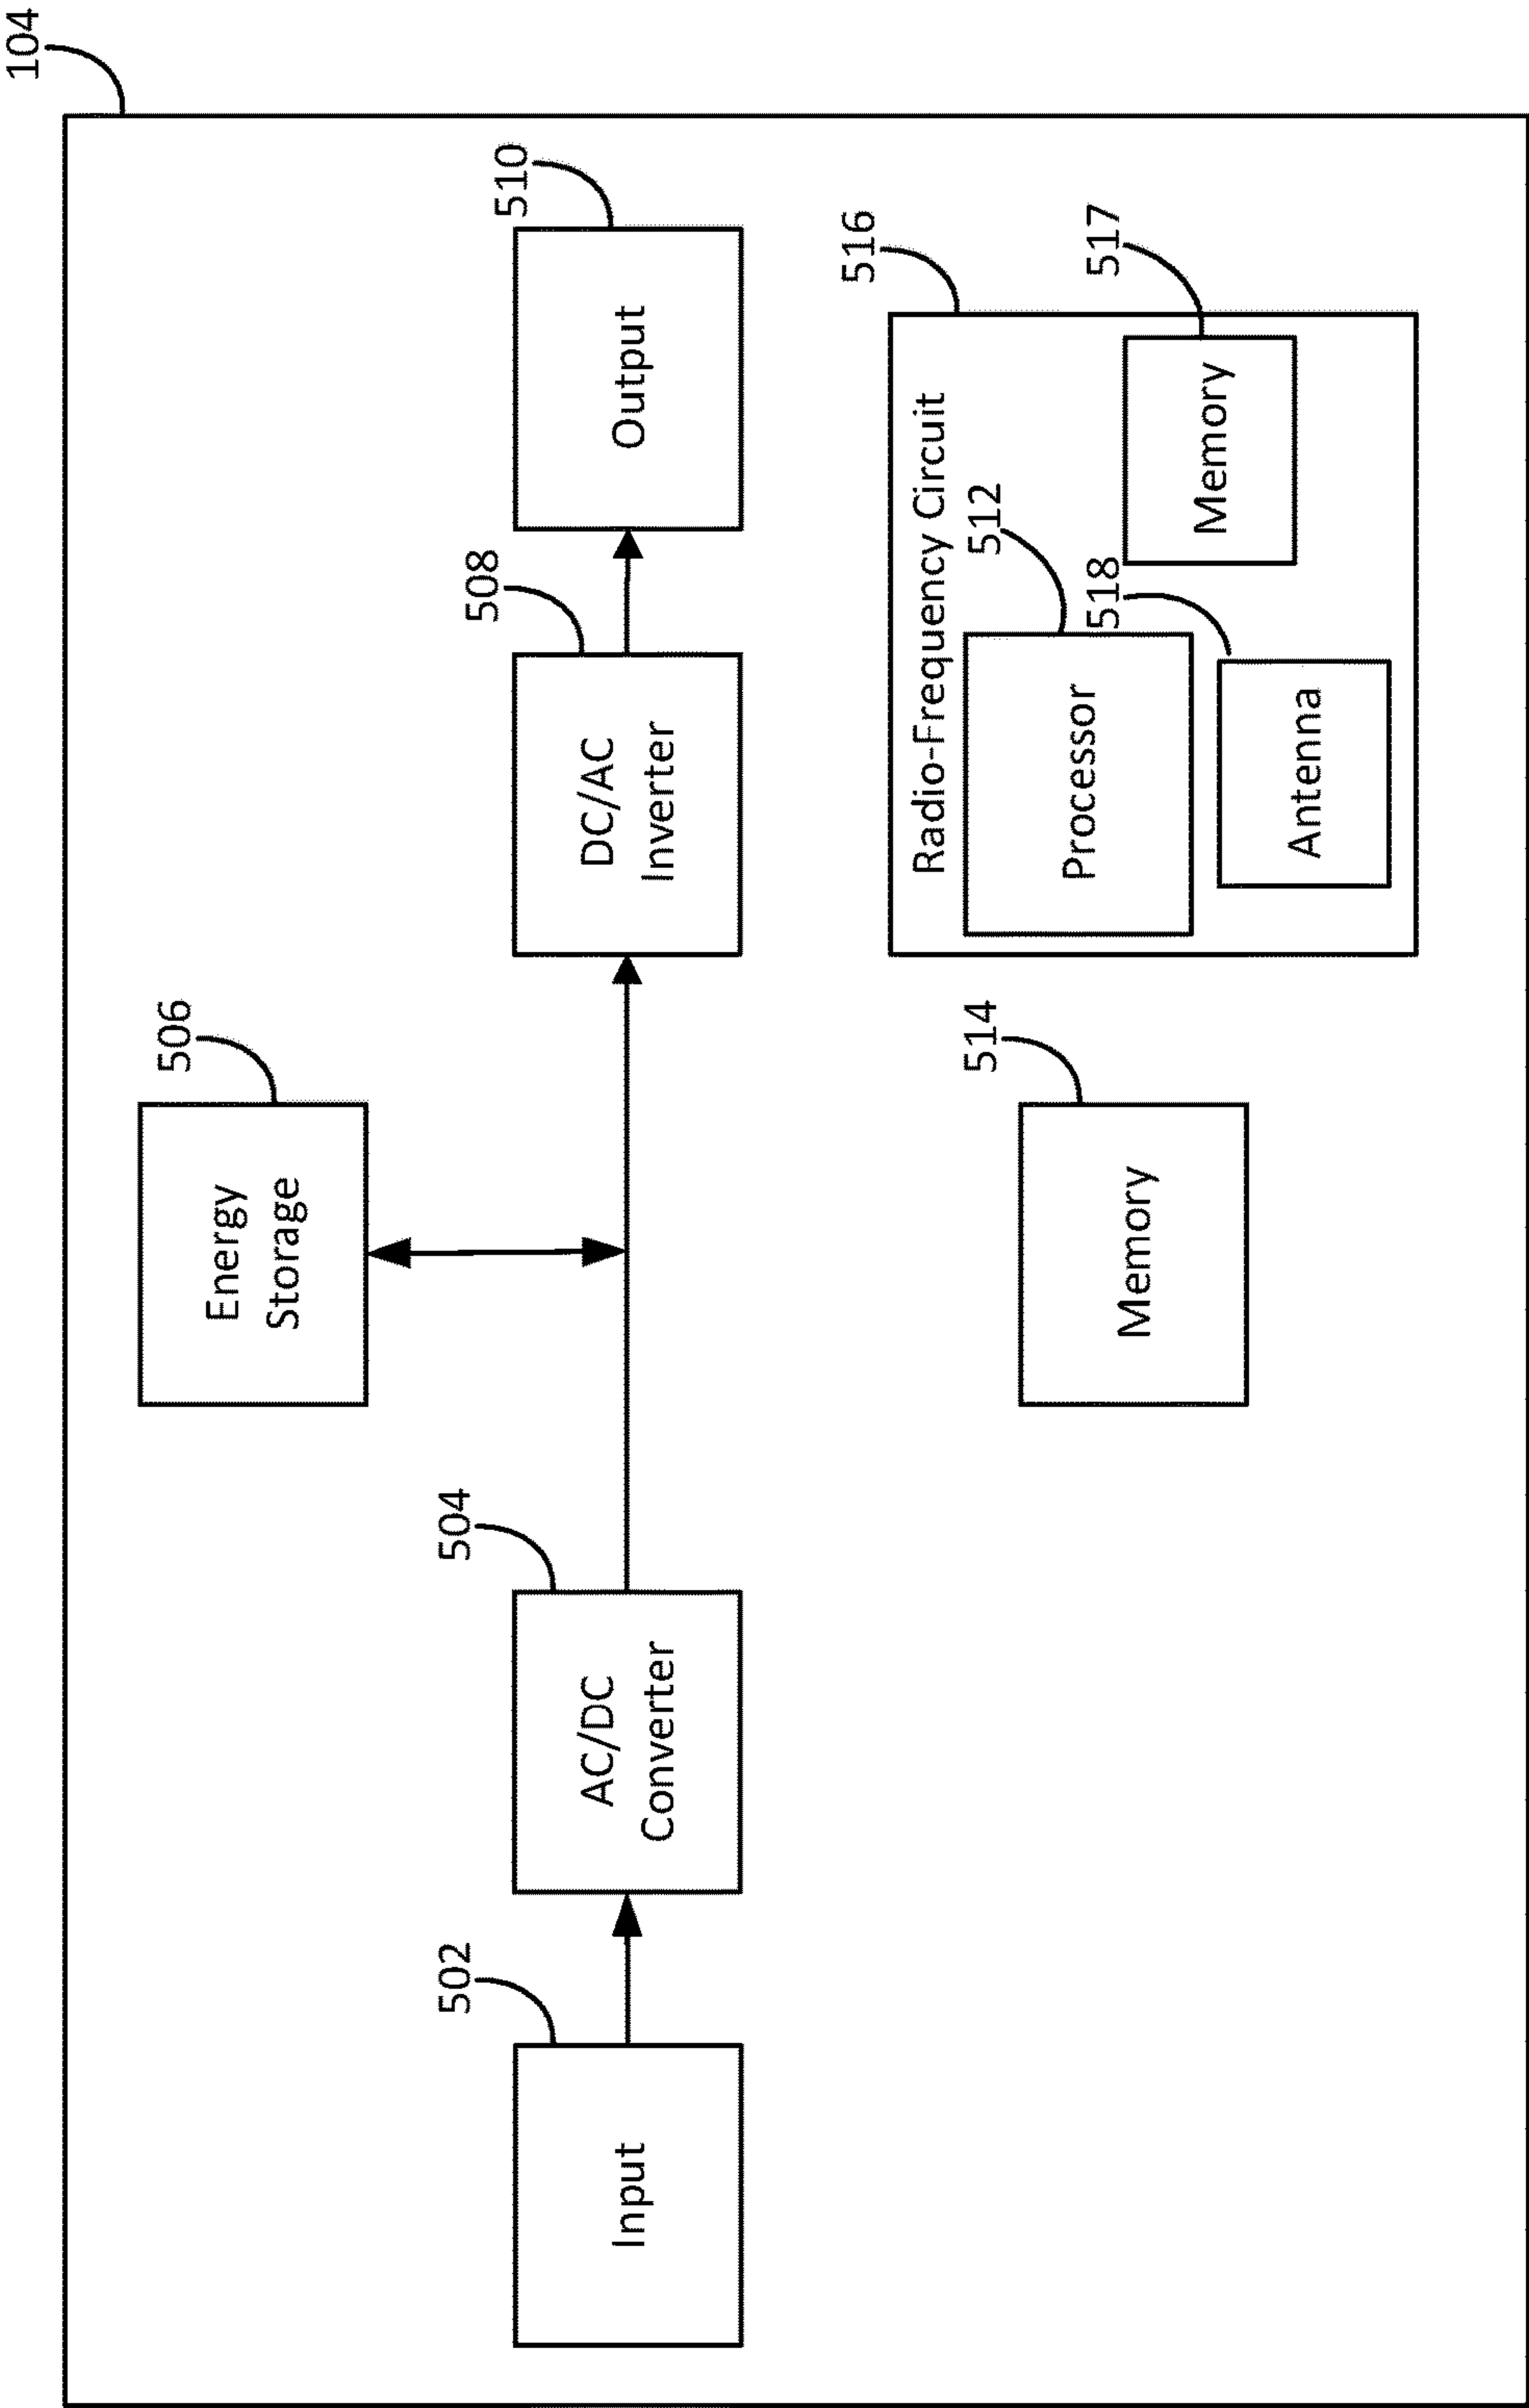 104
506
Energy
Storage
502
504
508
510
Input
AC/DC
Converter
DC/AC
Inverter
Output
514
Memory
516
Radio-Frequency Circuit
512
Processor
517
Memory
518
Antenna